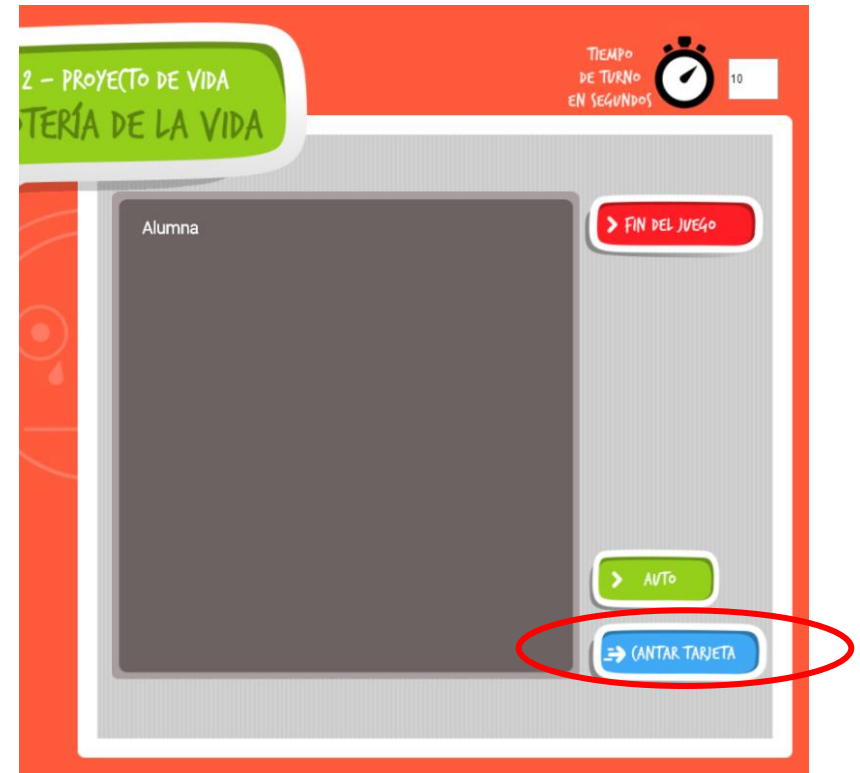 2 - PROYECTO DE VIDA
TERÍA DE LA VIDA
TIEMPO
DE TURNO
EN SEGUNDOS
10
Alumna
FIN DEL JUEGO
AUTO
CANTAR TARJETA